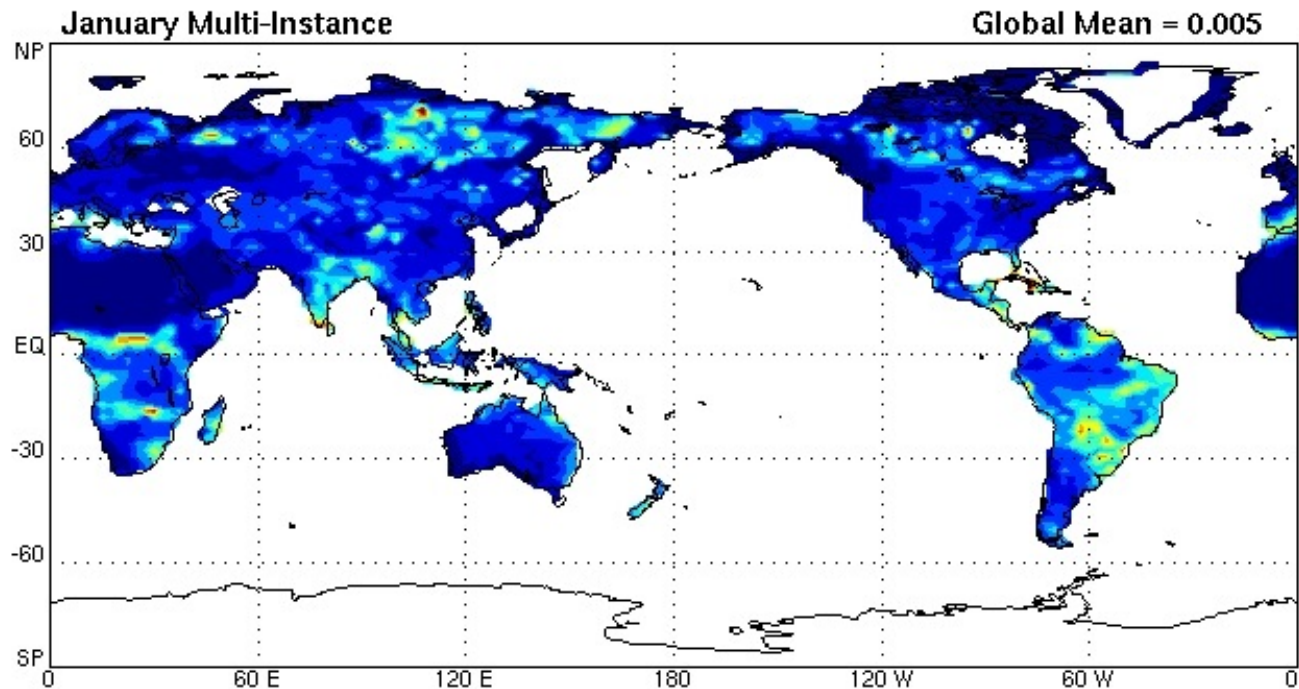 January Multi-Instance
Global Mean = 0.005
NP
60
30
EQ
-30
-60
SP
0
60 E
120 E
180
120 W
60 W
0